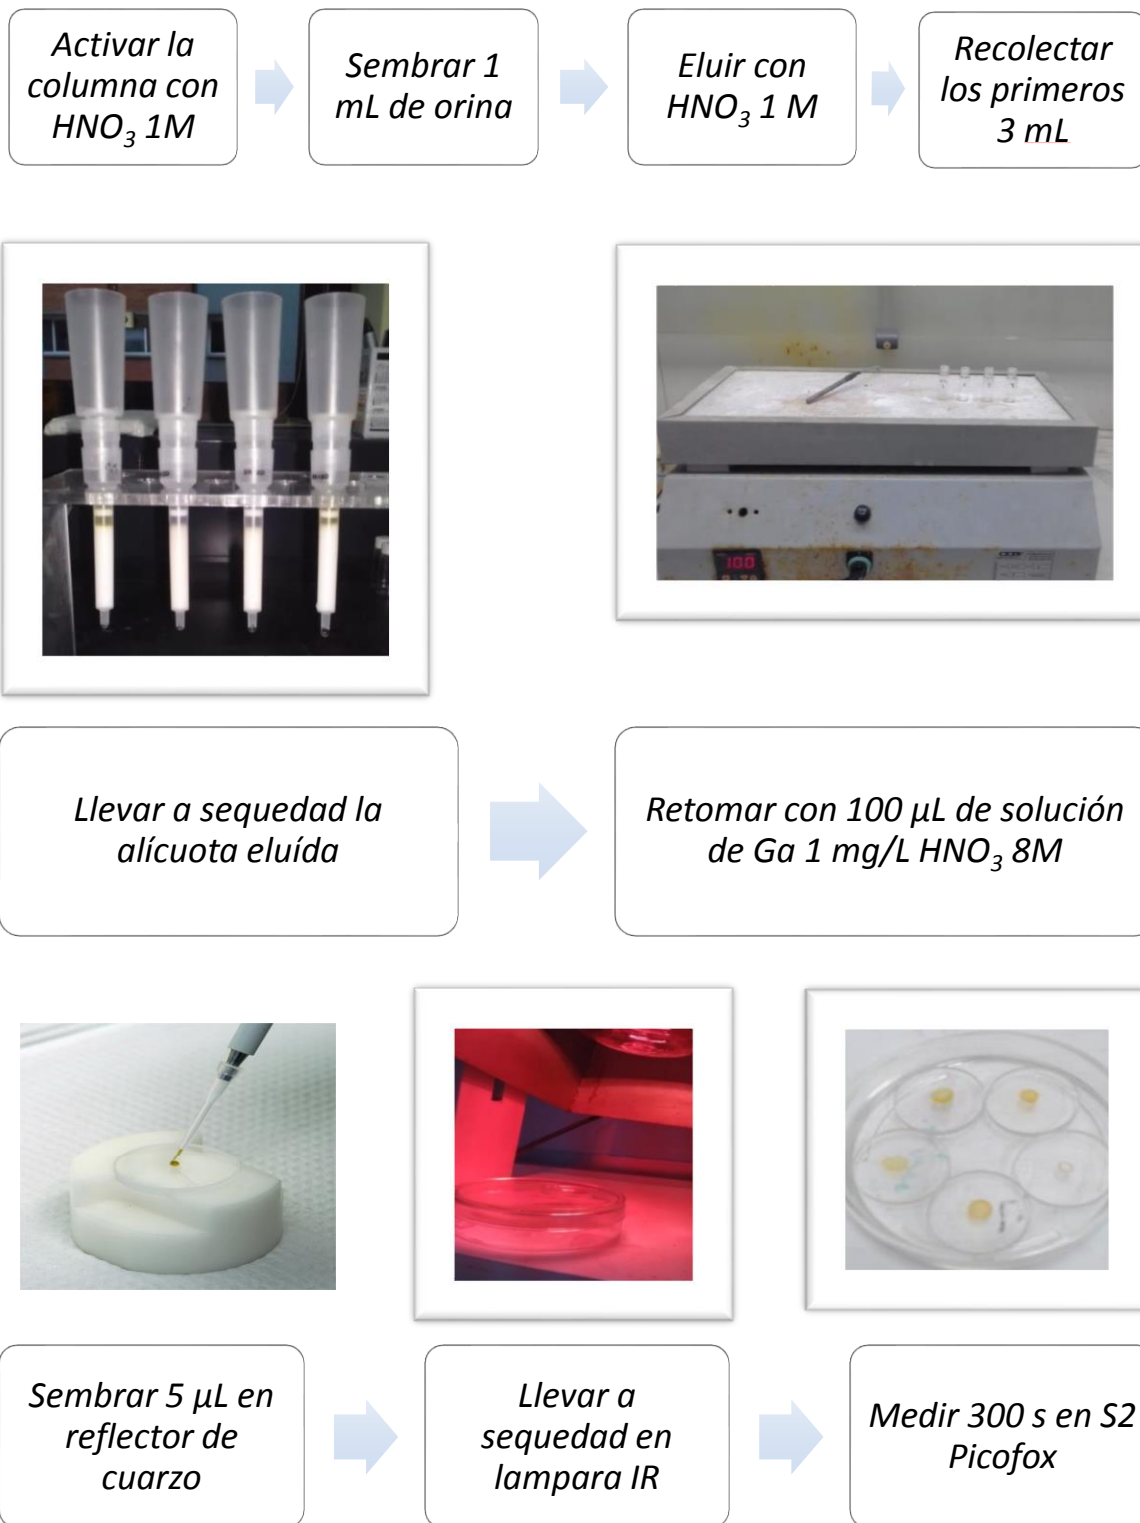 Activar la
columna con
HNO₃ 1M
Sembrar 1
mL de orina
Eluir con
HNO₃ 1 M
Recolectar
los primeros
3 mL
100
Llevar a sequedad la
alícuota eluída
Retomar con 100 µL de solución
de Ga 1 mg/L HNO₃ 8M
Sembrar 5 µL en
reflector de
cuarzo
Llevar a
sequedad en
lampara IR
Medir 300 s en S2
Picofox